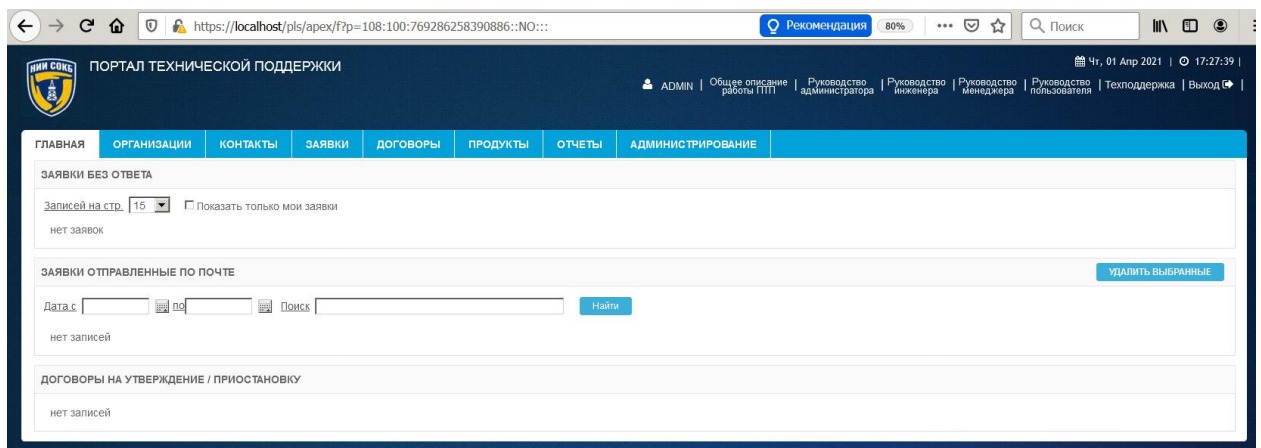 https://localhost/pls/apex/f?p=108:100:769286258390886::NO:::
Рекомендация
80%
Поиск
НИИ СОКБ
ПОРТАЛ ТЕХНИЧЕСКОЙ ПОДДЕРЖКИ
Чт, 01 Апр 2021 | 17:27:39 |
ADMIN | Общее описание работы ПТП | Руководство администратора | Руководство инженера | Руководство менеджера | Руководство пользователя | Техподдержка | Выход |
ГЛАВНАЯ ОРГАНИЗАЦИИ КОНТАКТЫ ЗАЯВКИ ДОГОВОРЫ ПРОДУКТЫ ОТЧЕТЫ АДМИНИСТРИРОВАНИЕ
ЗАЯВКИ БЕЗ ОТВЕТА
Записей на стр. 15 Показать только мои заявки
нет заявок
ЗАЯВКИ ОТПРАВЛЕННЫЕ ПО ПОЧТЕ
УДАЛИТЬ ВЫБРАННЫЕ
Дата с по Поиск Найти
нет записей
ДОГОВОРЫ НА УТВЕРЖДЕНИЕ / ПРИОСТАНОВКУ
нет записей